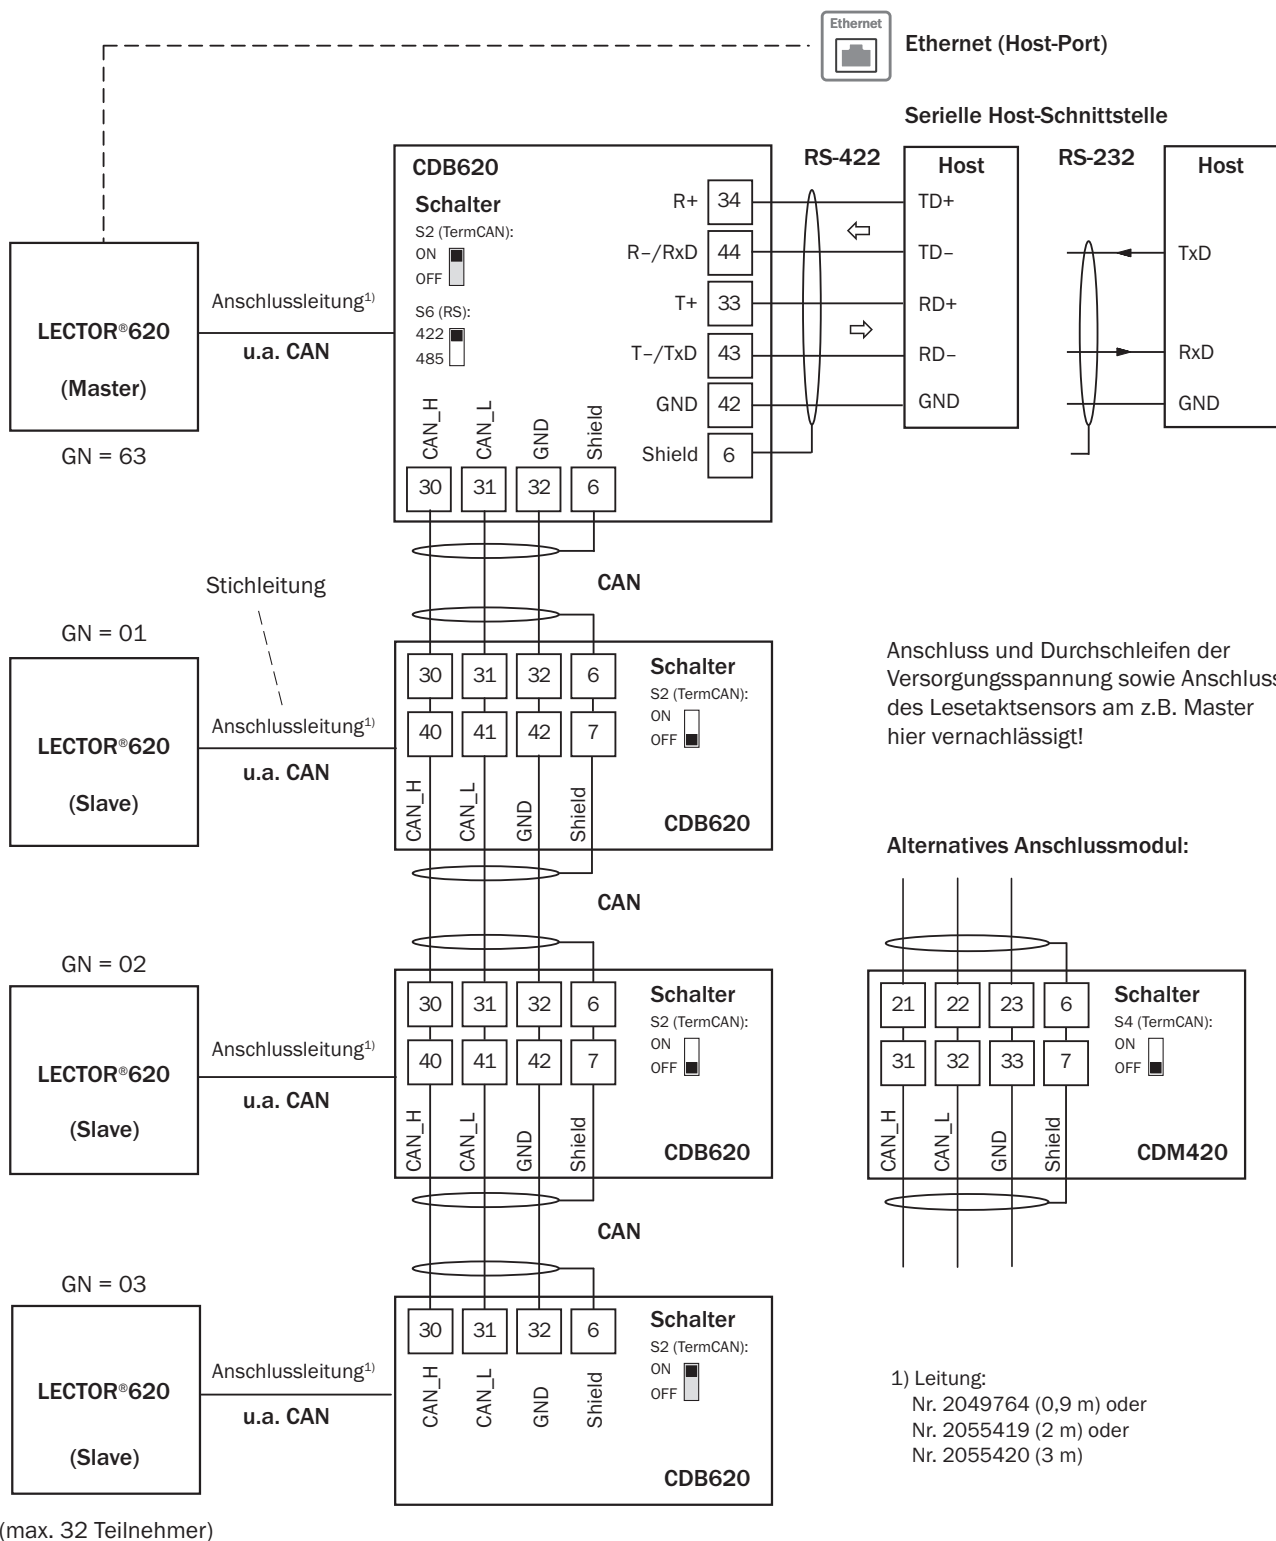 Ethernet
Ethernet (Host-Port)
Serielle Host-Schnittstelle
RS-422
RS-232
CDB620
Schalter
S2 (TermCAN):
ON
OFF
S6 (RS):
422
485
R+ 34
R–/RxD 44
T+ 33
T–/TxD 43
GND 42
Shield 6
Host
TD+
TD–
RD+
RD–
GND
Host
TxD
RxD
GND
LECTOR®620
(Master)
GN = 63
Anschlussleitung1)
u.a. CAN
CAN_H CAN_L GND Shield
30 31 32 6
CAN
Stichleitung
GN = 01
LECTOR®620
(Slave)
Anschlussleitung1)
u.a. CAN
30 31 32 6
40 41 42 7
CAN_H CAN_L GND Shield
Schalter
S2 (TermCAN):
ON
OFF
CDB620
Anschluss und Durchschleifen der
Versorgungsspannung sowie Anschluss
des Lesetaktsensors am z.B. Master
hier vernachlässigt!
CAN
GN = 02
LECTOR®620
(Slave)
Anschlussleitung1)
u.a. CAN
30 31 32 6
40 41 42 7
CAN_H CAN_L GND Shield
Schalter
S2 (TermCAN):
ON
OFF
CDB620
Alternatives Anschlussmodul:
21 22 23 6
31 32 33 7
CAN_H CAN_L GND Shield
Schalter
S4 (TermCAN):
ON
OFF
CDM420
CAN
GN = 03
LECTOR®620
(Slave)
Anschlussleitung1)
u.a. CAN
30 31 32 6
CAN_H CAN_L GND Shield
Schalter
S2 (TermCAN):
ON
OFF
CDB620
1) Leitung:
Nr. 2049764 (0,9 m) oder
Nr. 2055419 (2 m) oder
Nr. 2055420 (3 m)
(max. 32 Teilnehmer)